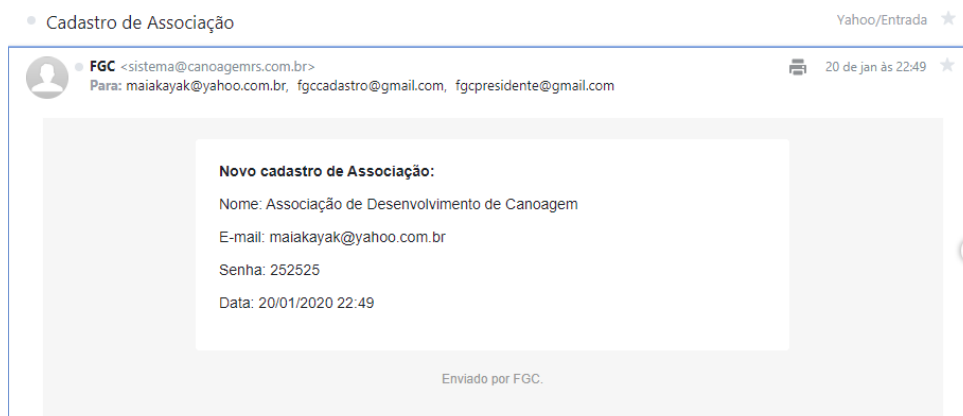 Cadastro de Associação
Yahoo/Entrada
FGC <sistema@canoagemrs.com.br>
20 de jan às 22:49
Para: maiakayak@yahoo.com.br, fgccadastro@gmail.com, fgcpresidente@gmail.com
Novo cadastro de Associação:
Nome: Associação de Desenvolvimento de Canoagem
E-mail: maiakayak@yahoo.com.br
Senha: 252525
Data: 20/01/2020 22:49
Enviado por FGC.